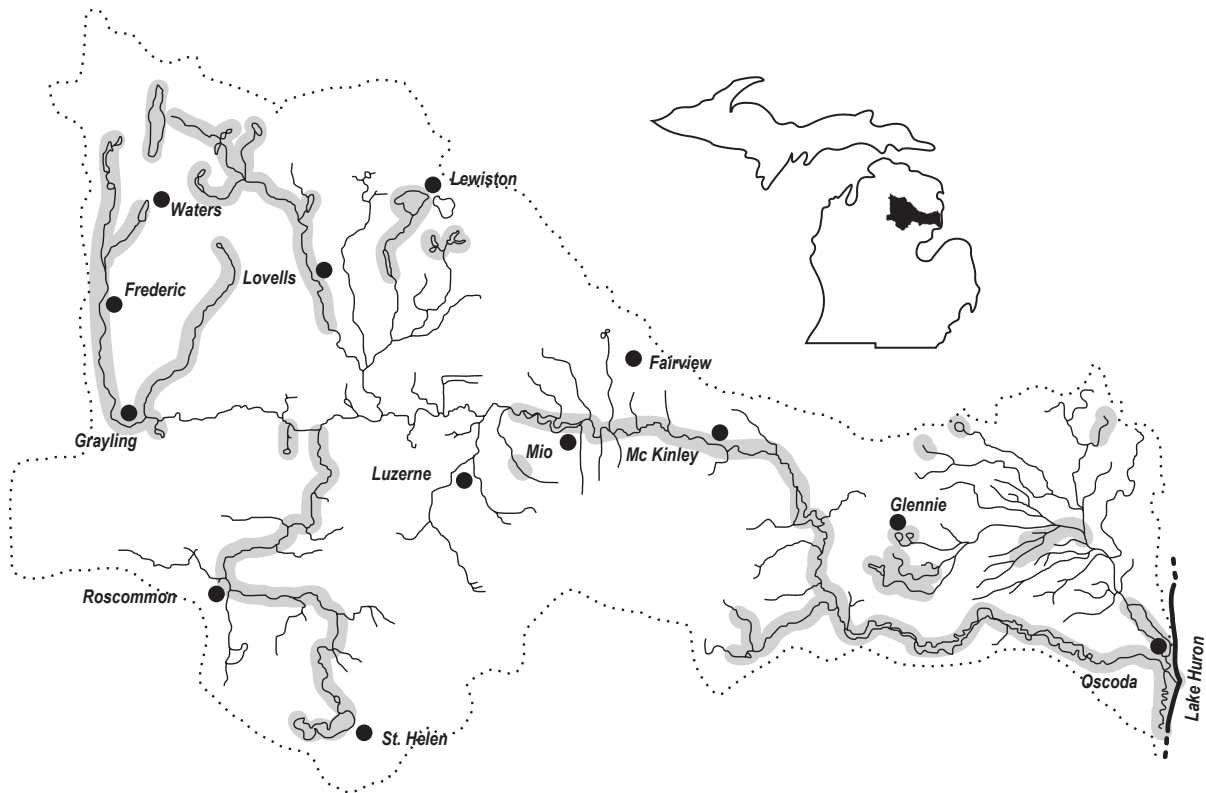 Lewiston
Waters
Lovells
Frederic
Fairview
Grayling
Mio
Mc Kinley
Luzerne
Glennie
Roscommon
Oscoda
Lake Huron
St. Helen